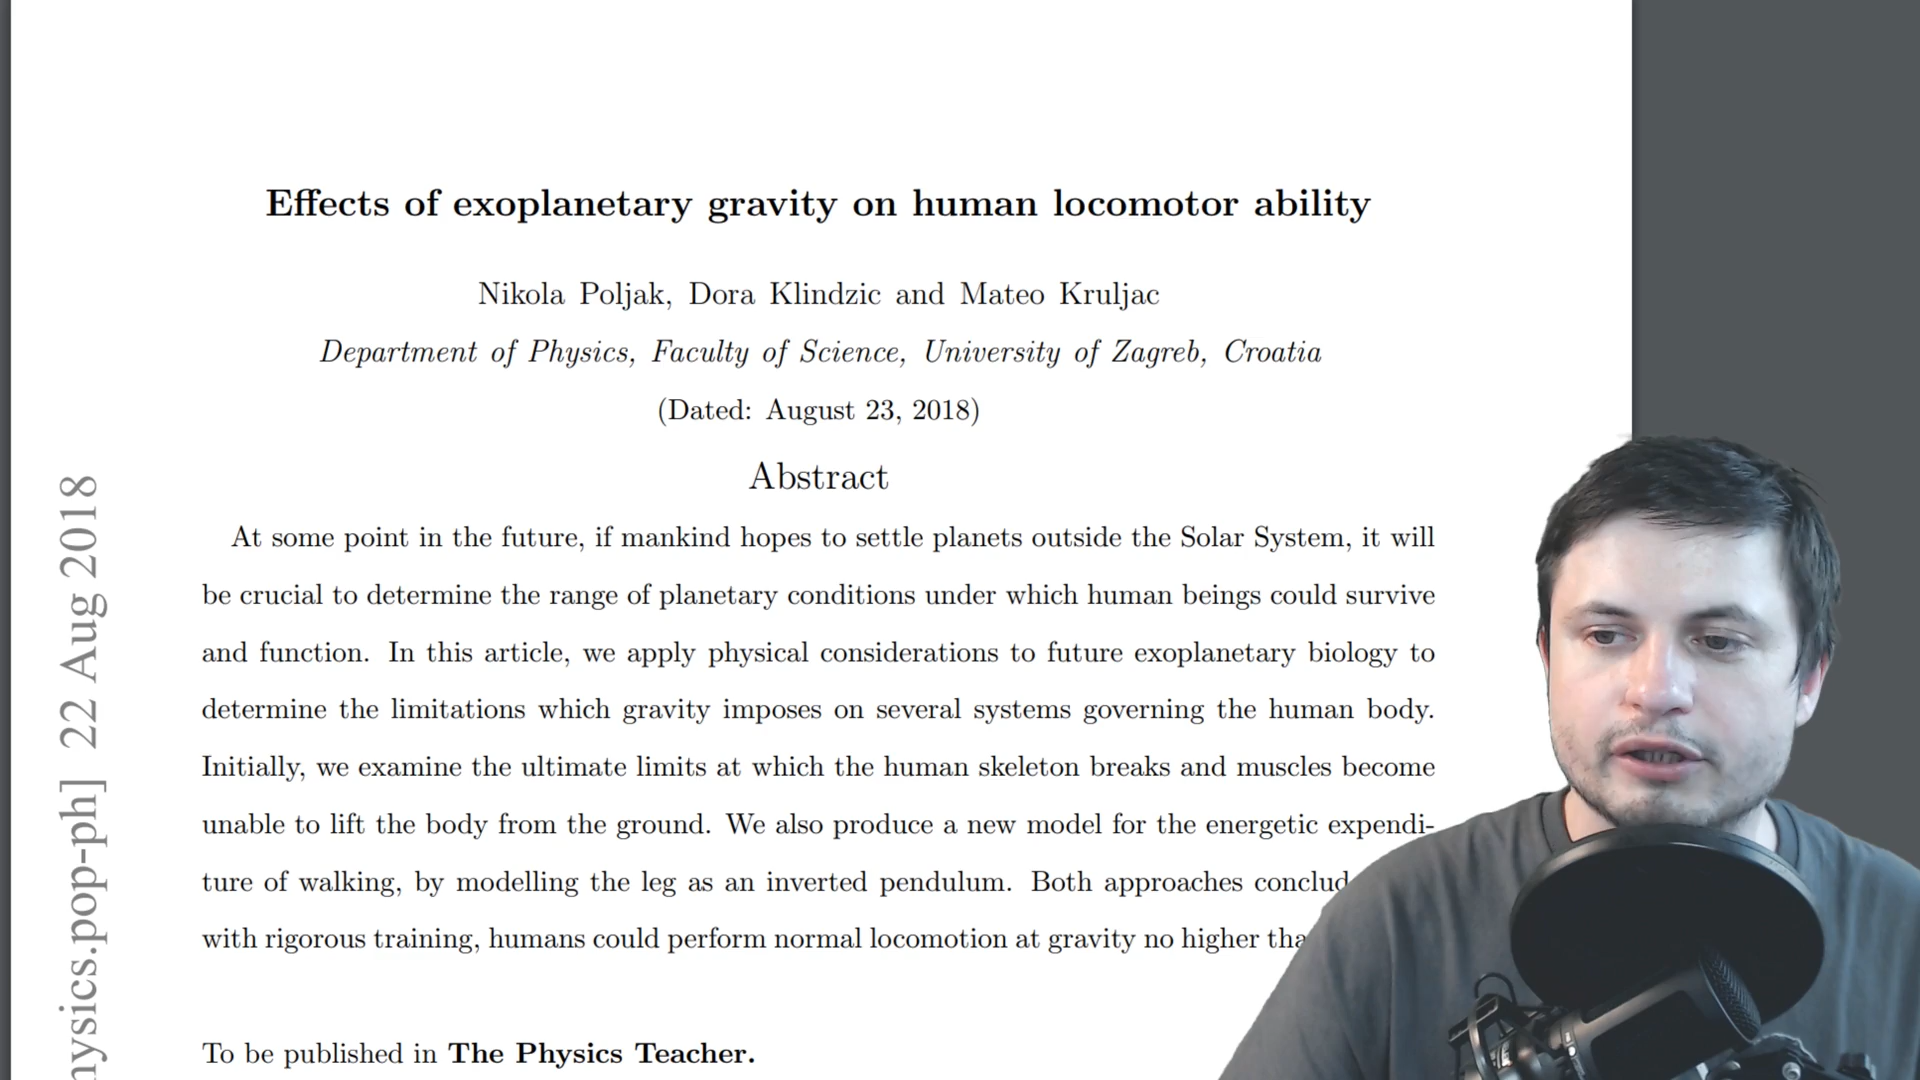 Effects of exoplanetary gravity on human locomotor ability
Nikola Poljak, Dora Klindzic and Mateo Kruljac
Department of Physics, Faculty of Science, University of Zagreb, Croatia
(Dated: August 23, 2018)
Abstract
At some point in the future, if mankind hopes to settle planets outside the Solar System, it will
be crucial to determine the range of planetary conditions under which human beings could survive
and function. In this article, we apply physical considerations to future exoplanetary biology to
determine the limitations which gravity imposes on several systems governing the human body.
Initially, we examine the ultimate limits at which the human skeleton breaks and muscles become
unable to lift the body from the ground. We also produce a new model for the energetic expendi-
ture of walking, by modelling the leg as an inverted pendulum. Both approaches conclud
with rigorous training, humans could perform normal locomotion at gravity no higher tha
To be published in The Physics Teacher.
nysics.pop-ph] 22 Aug 2018